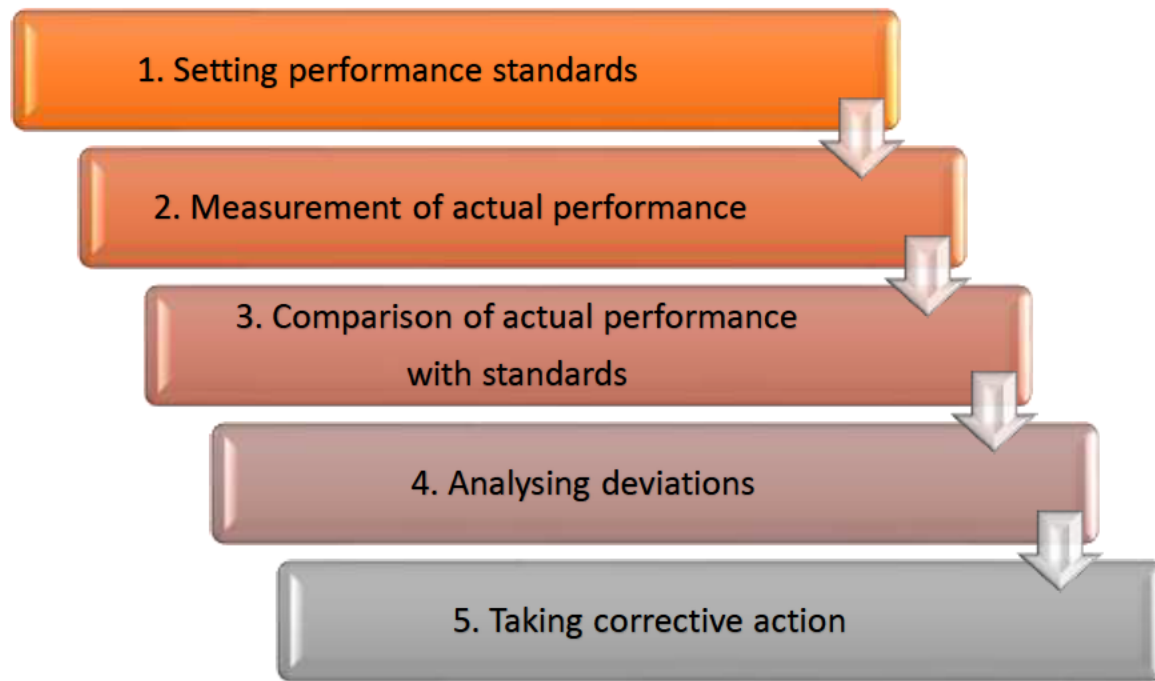 1. Setting performance standards
2. Measurement of actual performance
3. Comparison of actual performance
with standards
4. Analysing deviations
5. Taking corrective action